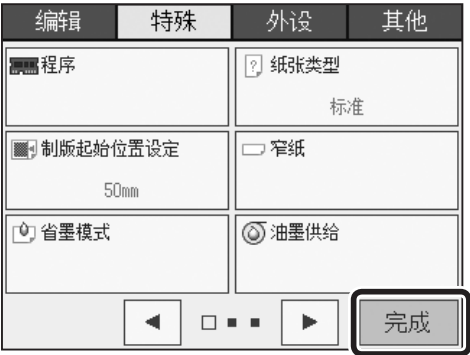 编辑 特殊 外设 其他
程序 纸张类型
标准
制版起始位置设定 窄纸
50mm
省墨模式 油墨供给
完成